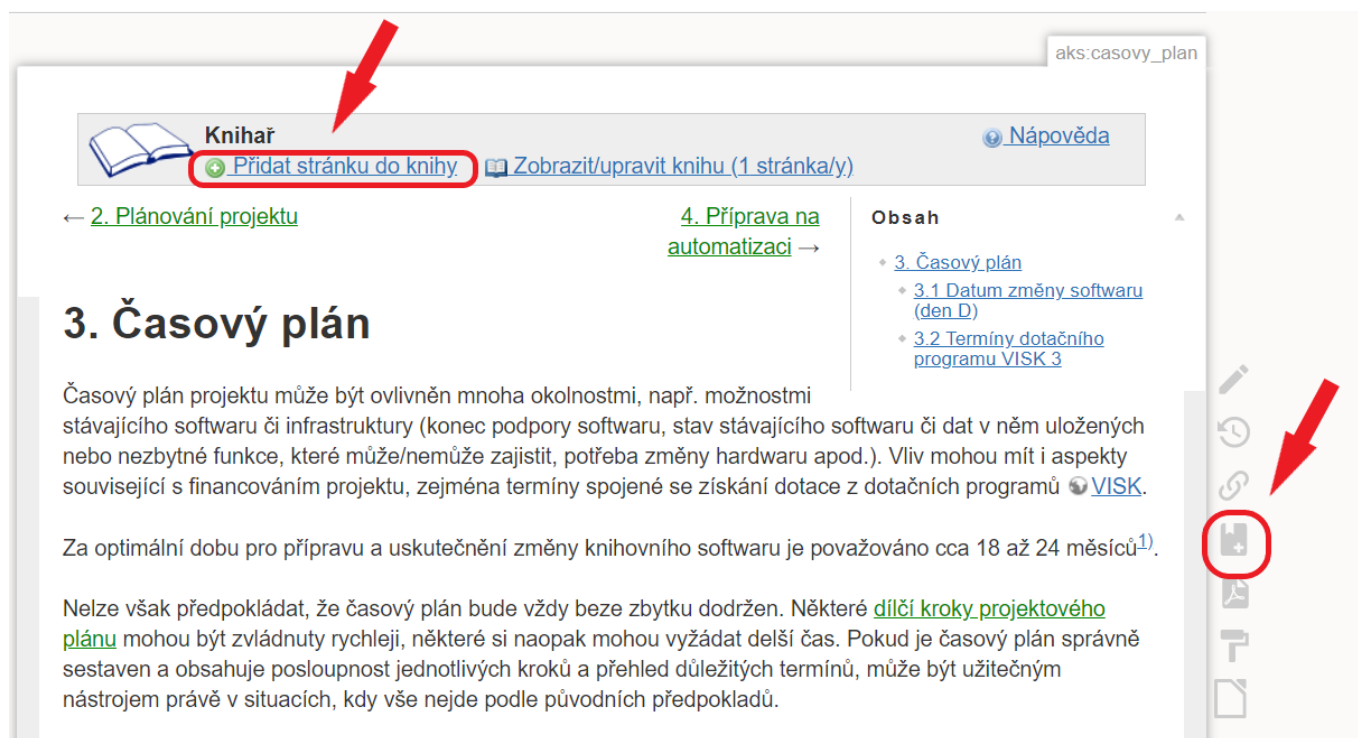 aks:casovy_plan
Knihař
Nápověda
Přidat stránku do knihy Zobrazit/upravit knihu (1 stránka/y)
← 2. Plánování projektu
4. Příprava na
automatizaci →
Obsah
3. Časový plán
3.1 Datum změny softwaru
(den D)
3.2 Termíny dotačního
programu VISK 3
3. Časový plán
Časový plán projektu může být ovlivněn mnoha okolnostmi, např. možnostmi
stávajícího softwaru či infrastruktury (konec podpory softwaru, stav stávajícího softwaru či dat v něm uložených
nebo nezbytné funkce, které může/nemůže zajistit, potřeba změny hardwaru apod.). Vliv mohou mít i aspekty
související s financováním projektu, zejména termíny spojené se získání dotace z dotačních programů VISK.
Za optimální dobu pro přípravu a uskutečnění změny knihovního softwaru je považováno cca 18 až 24 měsíců1).
Nelze však předpokládat, že časový plán bude vždy beze zbytku dodržen. Některé dílčí kroky projektového
plánu mohou být zvládnuty rychleji, některé si naopak mohou vyžádat delší čas. Pokud je časový plán správně
sestaven a obsahuje posloupnost jednotlivých kroků a přehled důležitých termínů, může být užitečným
nástrojem právě v situacích, kdy vše nejde podle původních předpokladů.